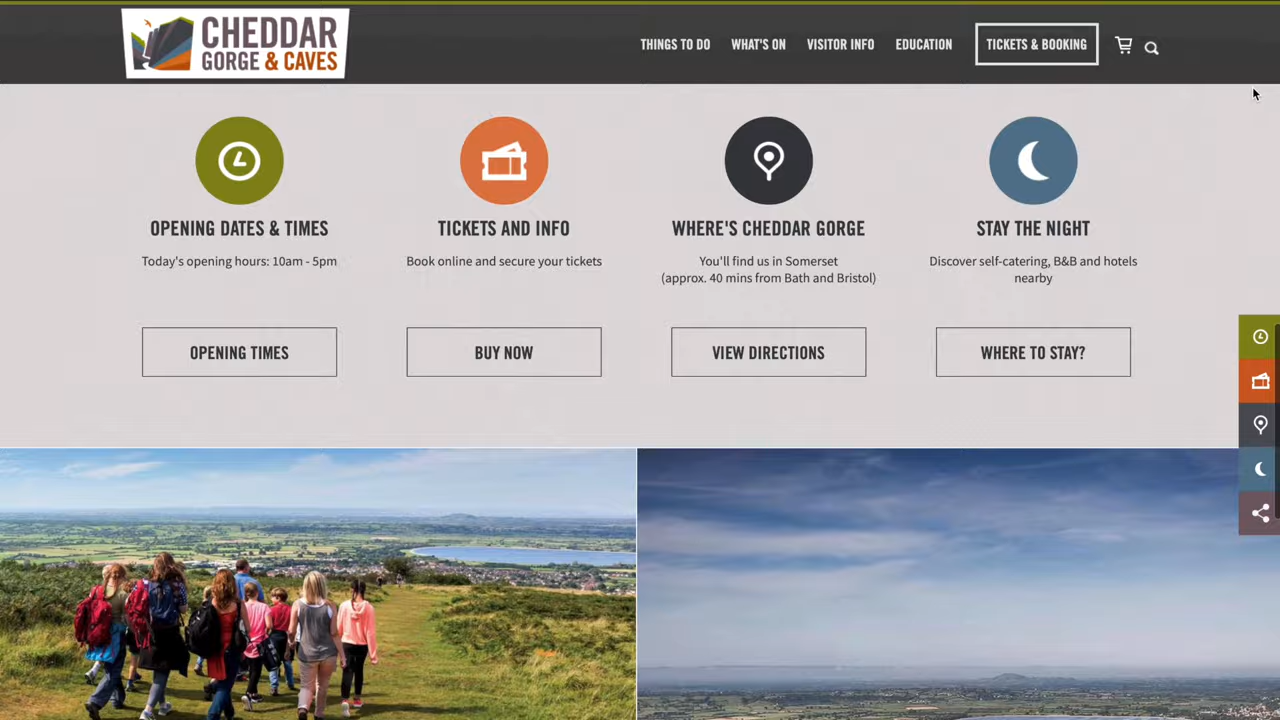 CHEDDAR
GORGE & CAVES
THINGS TO DO
WHAT'S ON
VISITOR INFO
EDUCATION
TICKETS & BOOKING
OPENING DATES & TIMES
Today's opening hours: 10am - 5pm
OPENING TIMES
TICKETS AND INFO
Book online and secure your tickets
BUY NOW
WHERE'S CHEDDAR GORGE
You'll find us in Somerset
(approx. 40 mins from Bath and Bristol)
VIEW DIRECTIONS
STAY THE NIGHT
Discover self-catering, B&B and hotels
nearby
WHERE TO STAY?